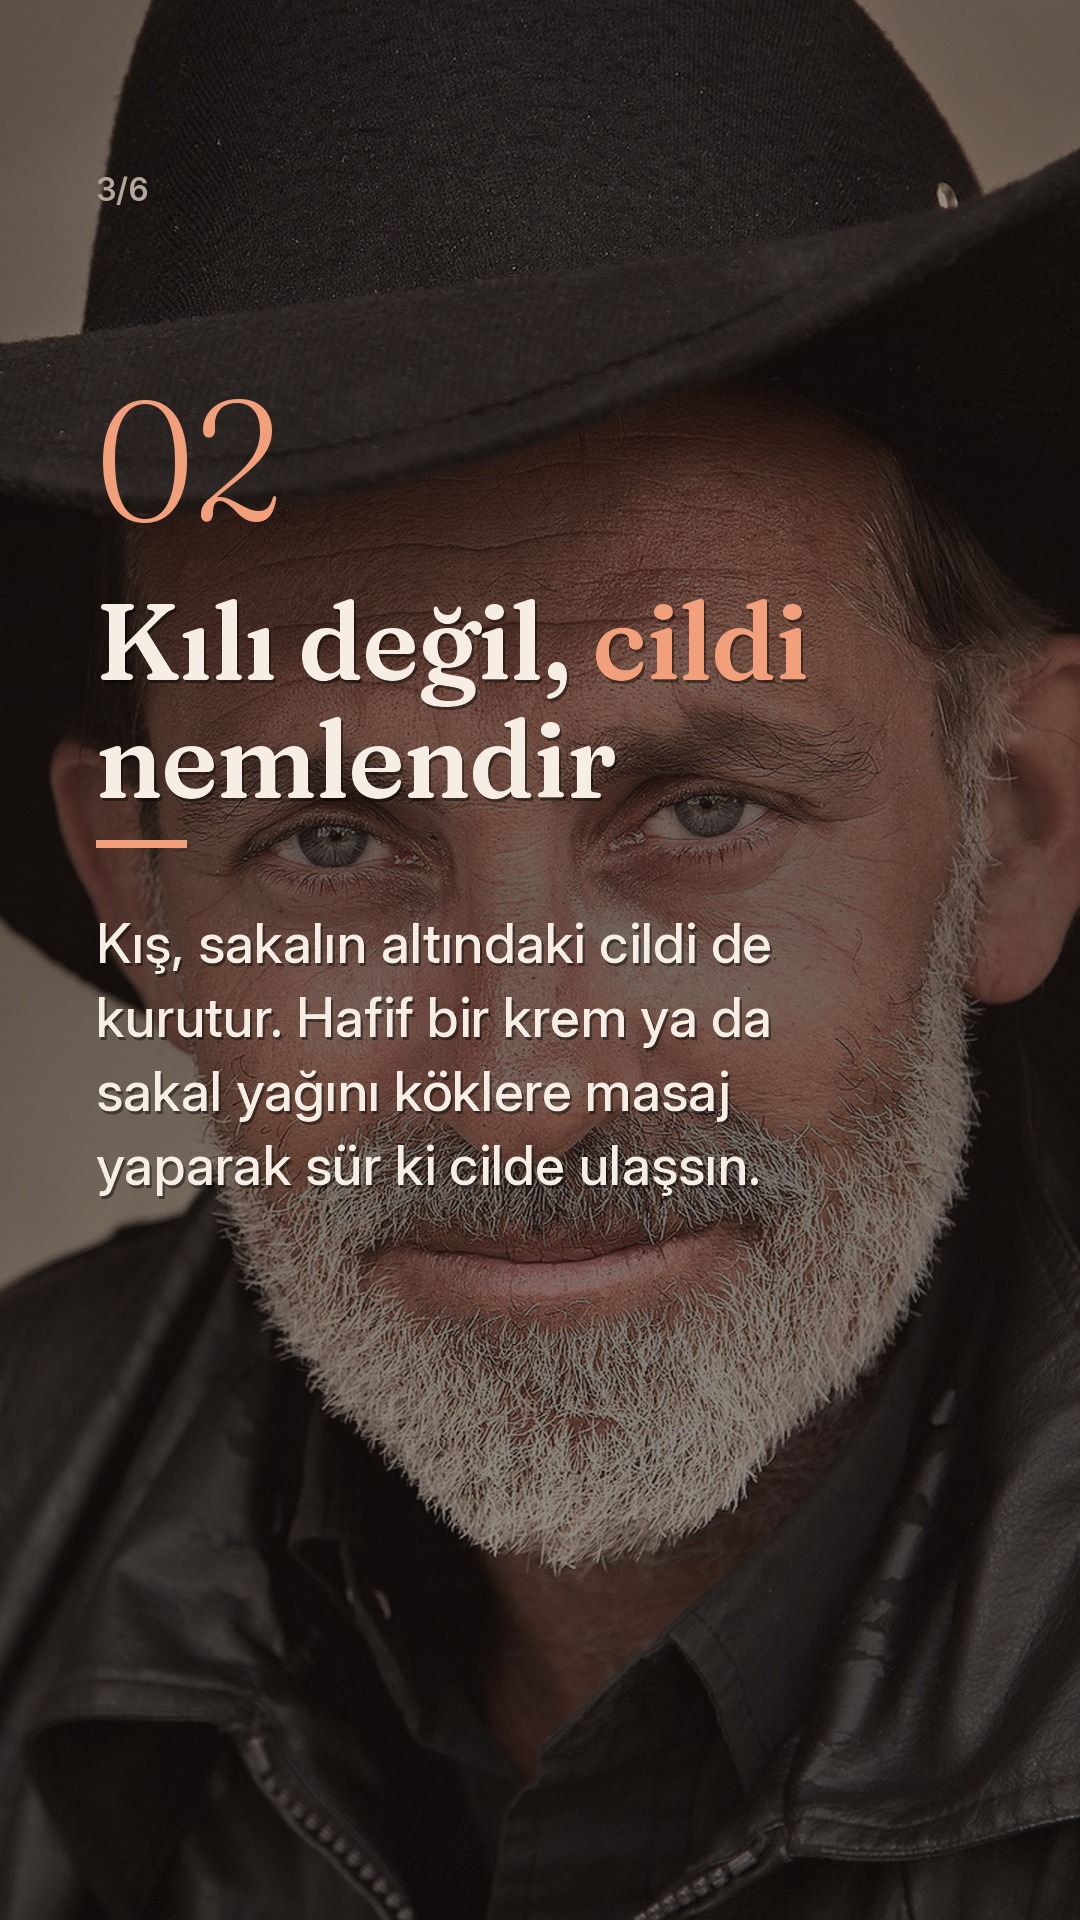 3/6
02
Kılı değil, cildi
nemlendir
Kış, sakalın altındaki cildi de
kurutur. Hafif bir krem ya da
sakal yağını köklere masaj
yaparak sür ki cilde ulaşsın.